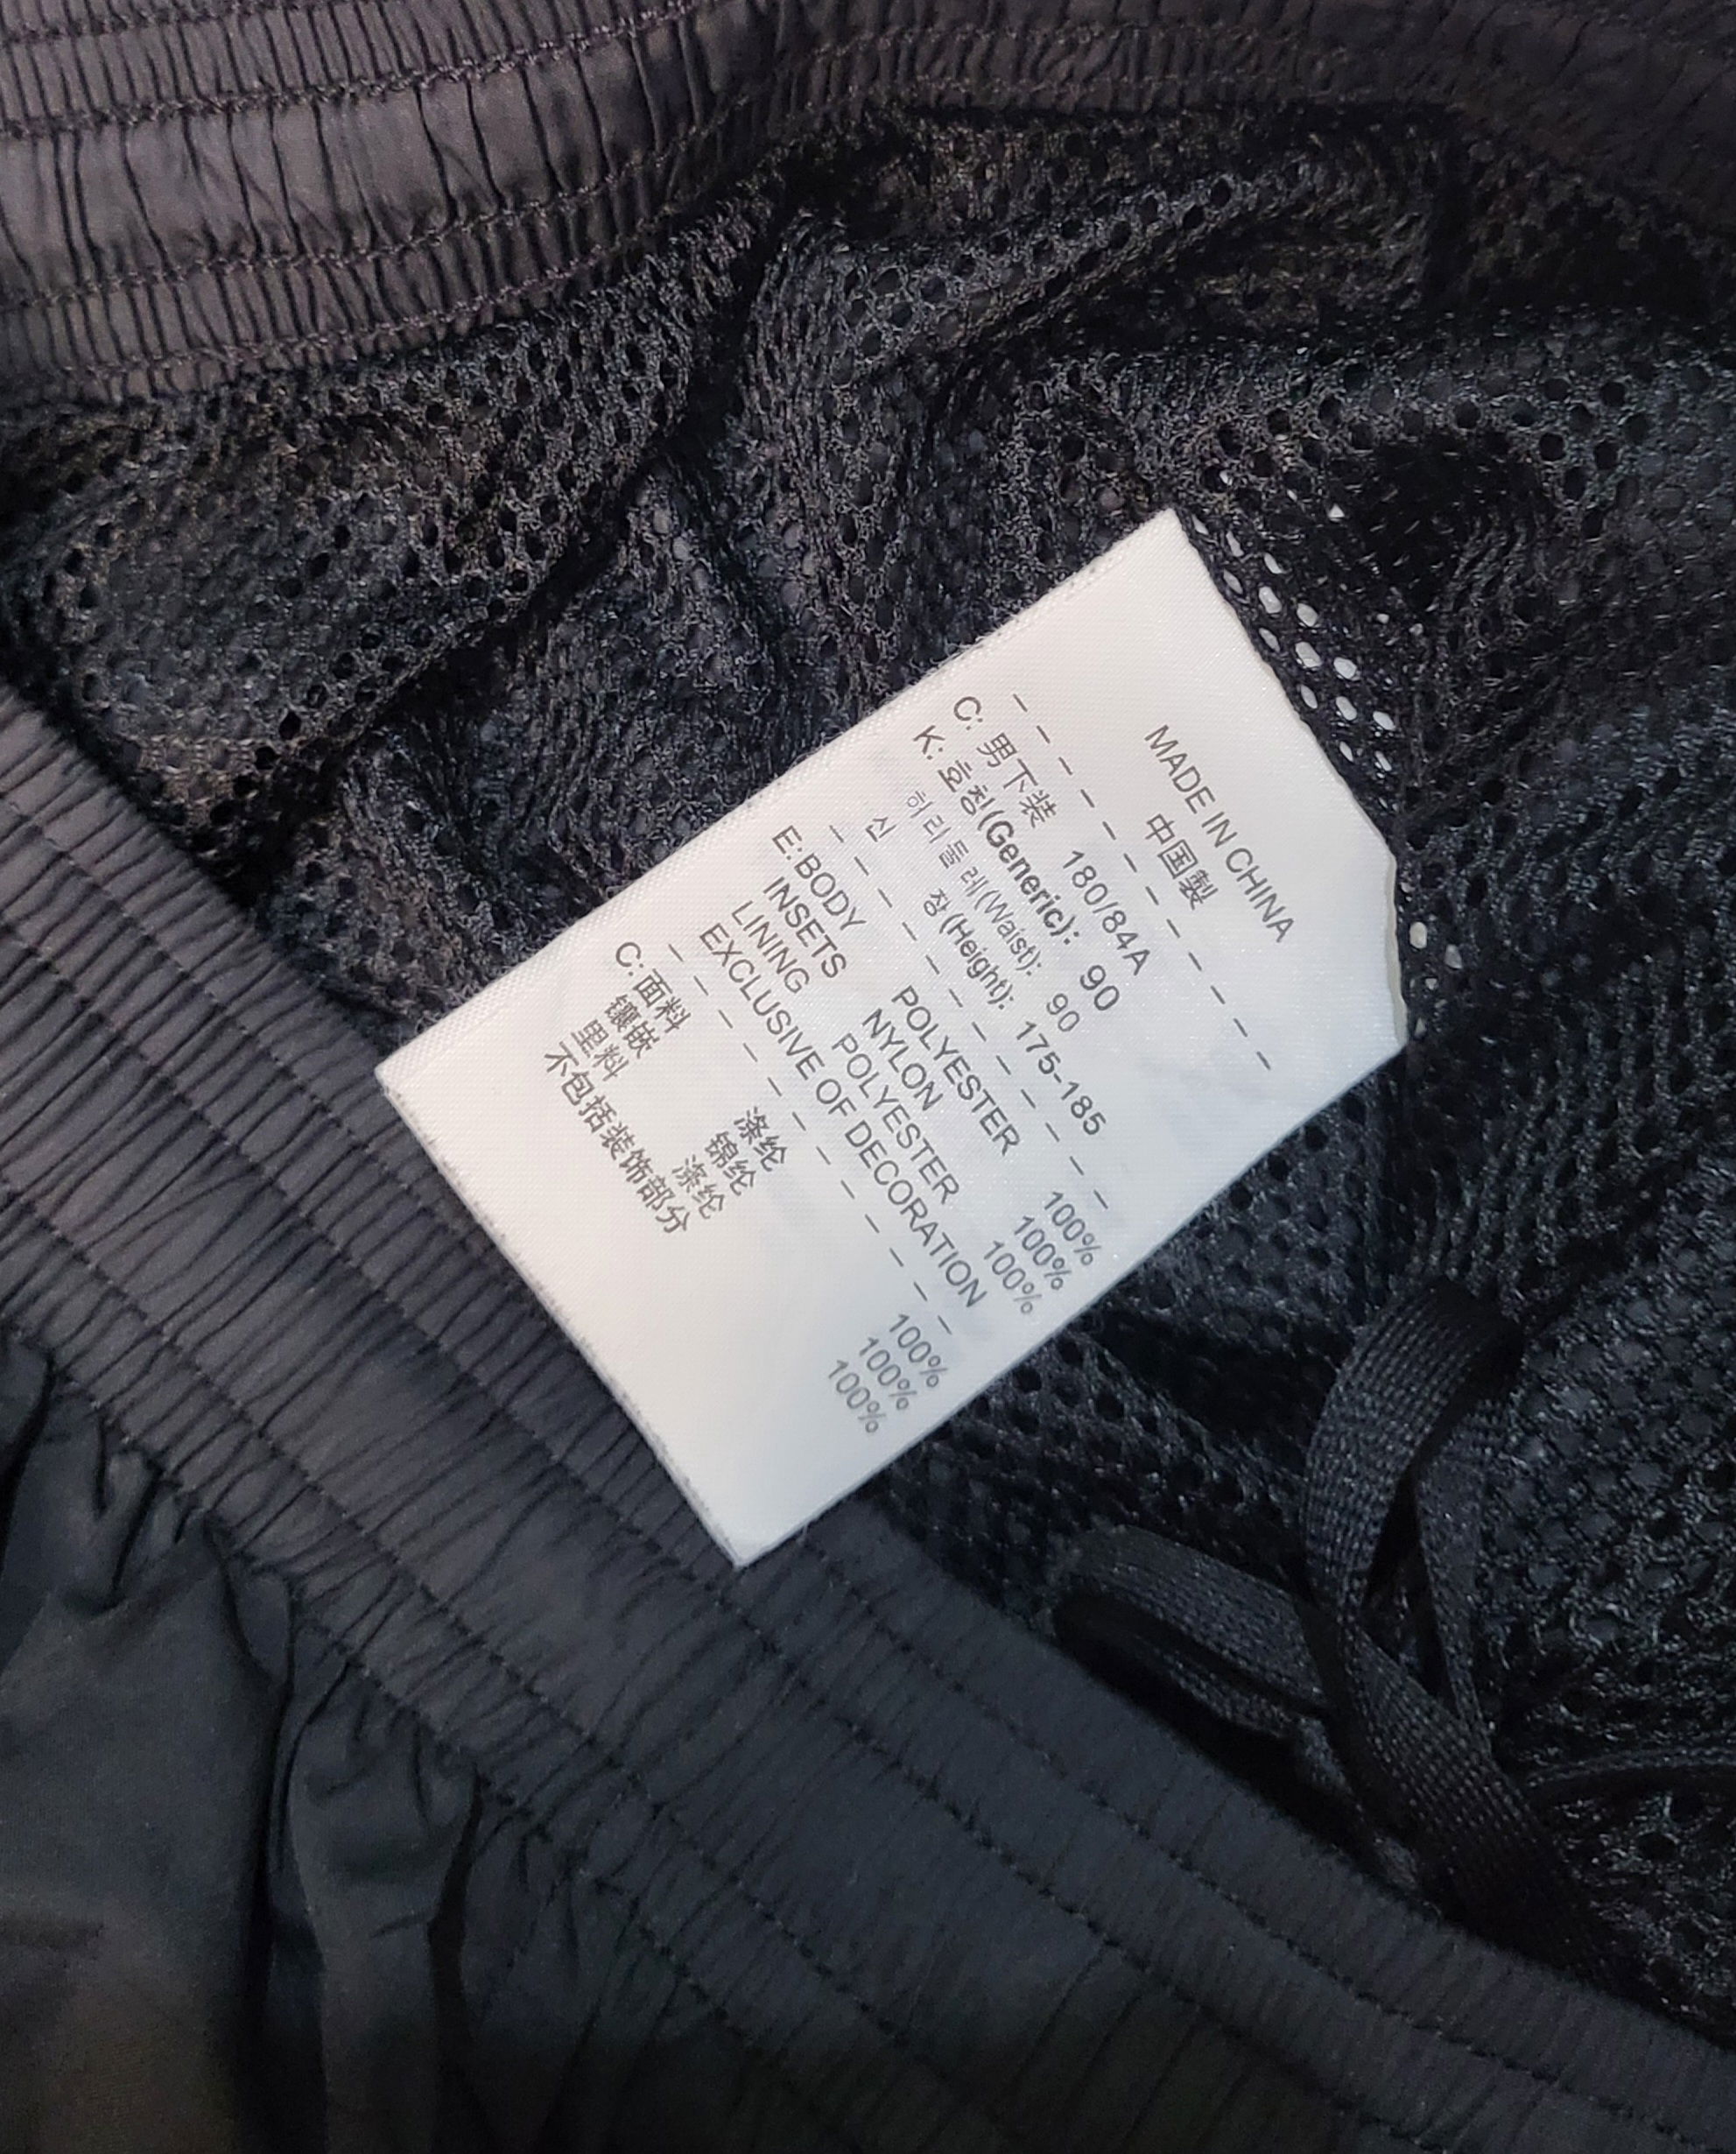 MADE IN CHINA
中国製
C: 男下装 180/84A
K: 호칭(Generic): 90
허리둘레(Waist): 90
신 장(Height): 175-185
E:BODY POLYESTER 100%
INSETS NYLON 100%
LINING POLYESTER 100%
EXCLUSIVE OF DECORATION
C:面料 涤纶 100%
镶嵌 锦纶 100%
里料 涤纶 100%
不包括装饰部分